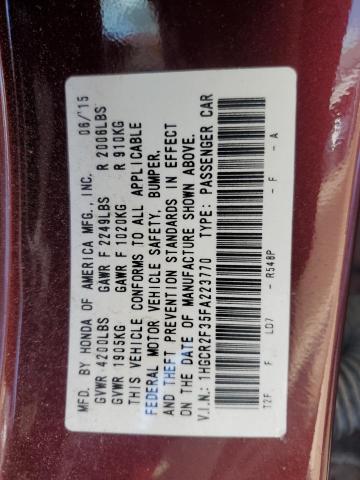 MFD. BY HONDA OF AMERICA MFG., INC. 06/15
GVWR 4200LBS GAWR F 2249LBS R 2006LBS
GVWR 1905KG GAWR F 1020KG R 910KG
THIS VEHICLE CONFORMS TO ALL APPLICABLE
FEDERAL MOTOR VEHICLE SAFETY, BUMPER,
AND THEFT PREVENTION STANDARDS IN EFFECT
ON THE DATE OF MANUFACTURE SHOWN ABOVE.
V.I.N.: 1HGCR2F35FA223770 TYPE: PASSENGER CAR
F LD7 - R548P - F - A
T2F